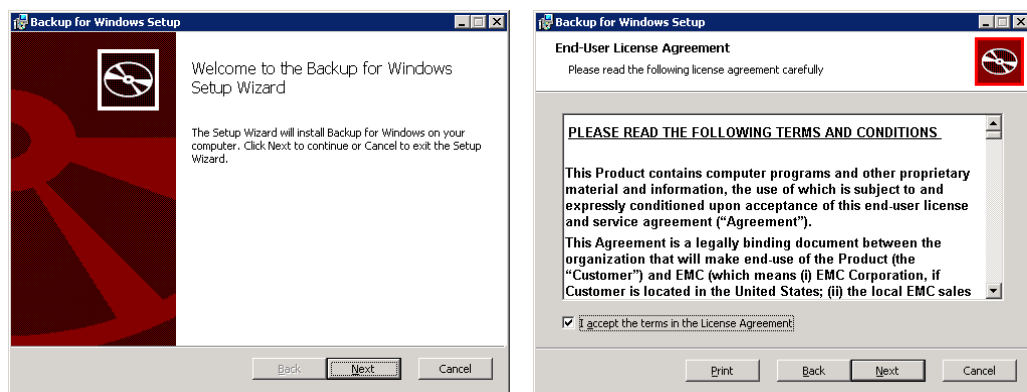 Backup for Windows Setup
Welcome to the Backup for Windows
Setup Wizard
The Setup Wizard will install Backup for Windows on your
computer. Click Next to continue or Cancel to exit the Setup
Wizard.
Back
Next
Cancel
Backup for Windows Setup
End-User License Agreement
Please read the following license agreement carefully
PLEASE READ THE FOLLOWING TERMS AND CONDITIONS
This Product contains computer programs and other proprietary
material and information, the use of which is subject to and
expressly conditioned upon acceptance of this end-user license
and service agreement (“Agreement”).
This Agreement is a legally binding document between the
organization that will make end-use of the Product (the
“Customer”) and EMC (which means (i) EMC Corporation, if
Customer is located in the United States; (ii) the local EMC sales
I accept the terms in the License Agreement
Print
Back
Next
Cancel